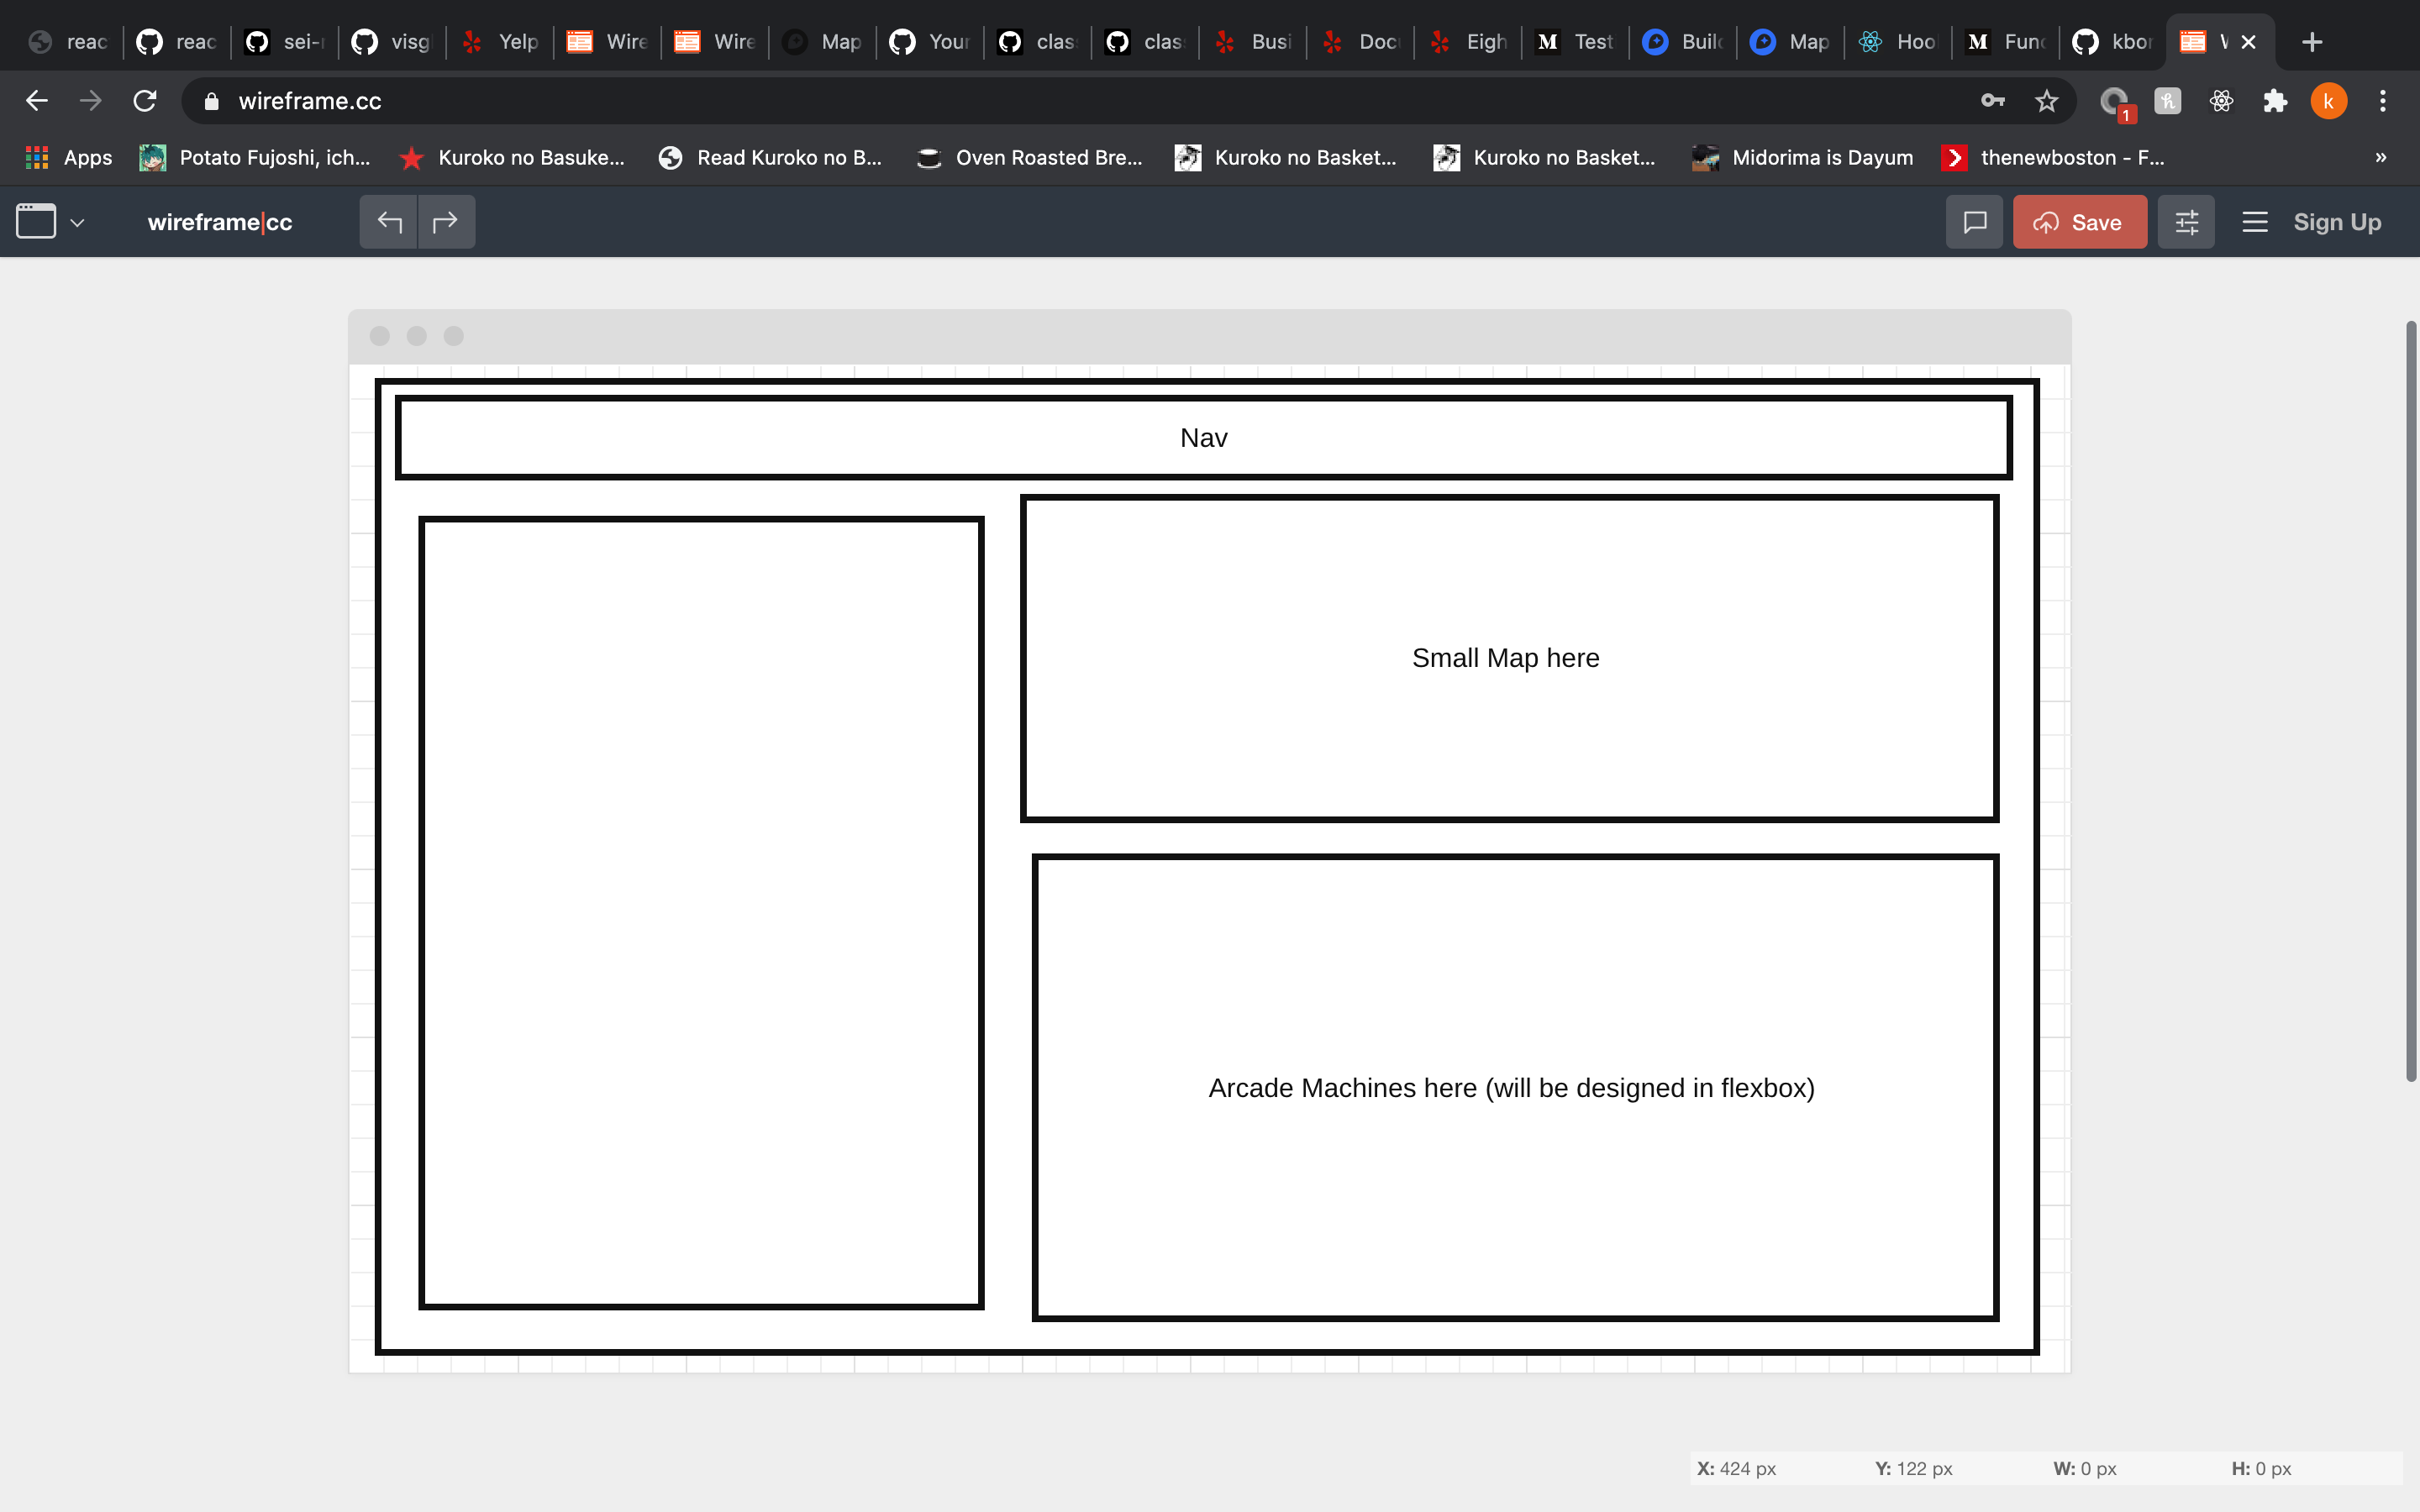 reac reac sei-r visg Yelp Wire Wire Map Your clas clas Busi Doc Eigh M Test Build Map Hoo M Func kbor W
wireframe.cc 1 k
Apps Potato Fujoshi, ich... Kuroko no Basuke... Read Kuroko no B... Oven Roasted Bre... Kuroko no Basket... Kuroko no Basket... Midorima is Dayum thenewboston - F... »
wireframe|cc Save Sign Up
Nav
Small Map here
Arcade Machines here (will be designed in flexbox)
X: 424 px Y: 122 px W: 0 px H: 0 px